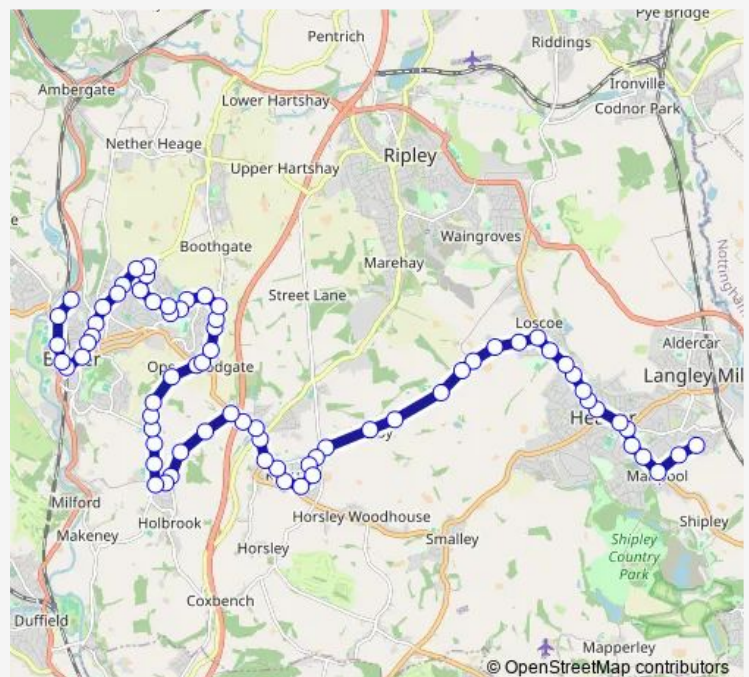 Pye Bridge
Pentrich
Riddings
Ambergate
Ironville
Lower Hartshay
Codnor Park
Nether Heage
Ripley
Upper Hartshay
Waingroves
Boothgate
Marehay
Nottingham
Street Lane
Loscoe
Aldercar
Langley Mil
Milford
Holbrook
Horsley Woodhouse
Makeney
Shipley
Smalley
Horsley
Shipley
Country
Park
Coxbench
Duffield
Mapperley
© OpenStreetMap contributors